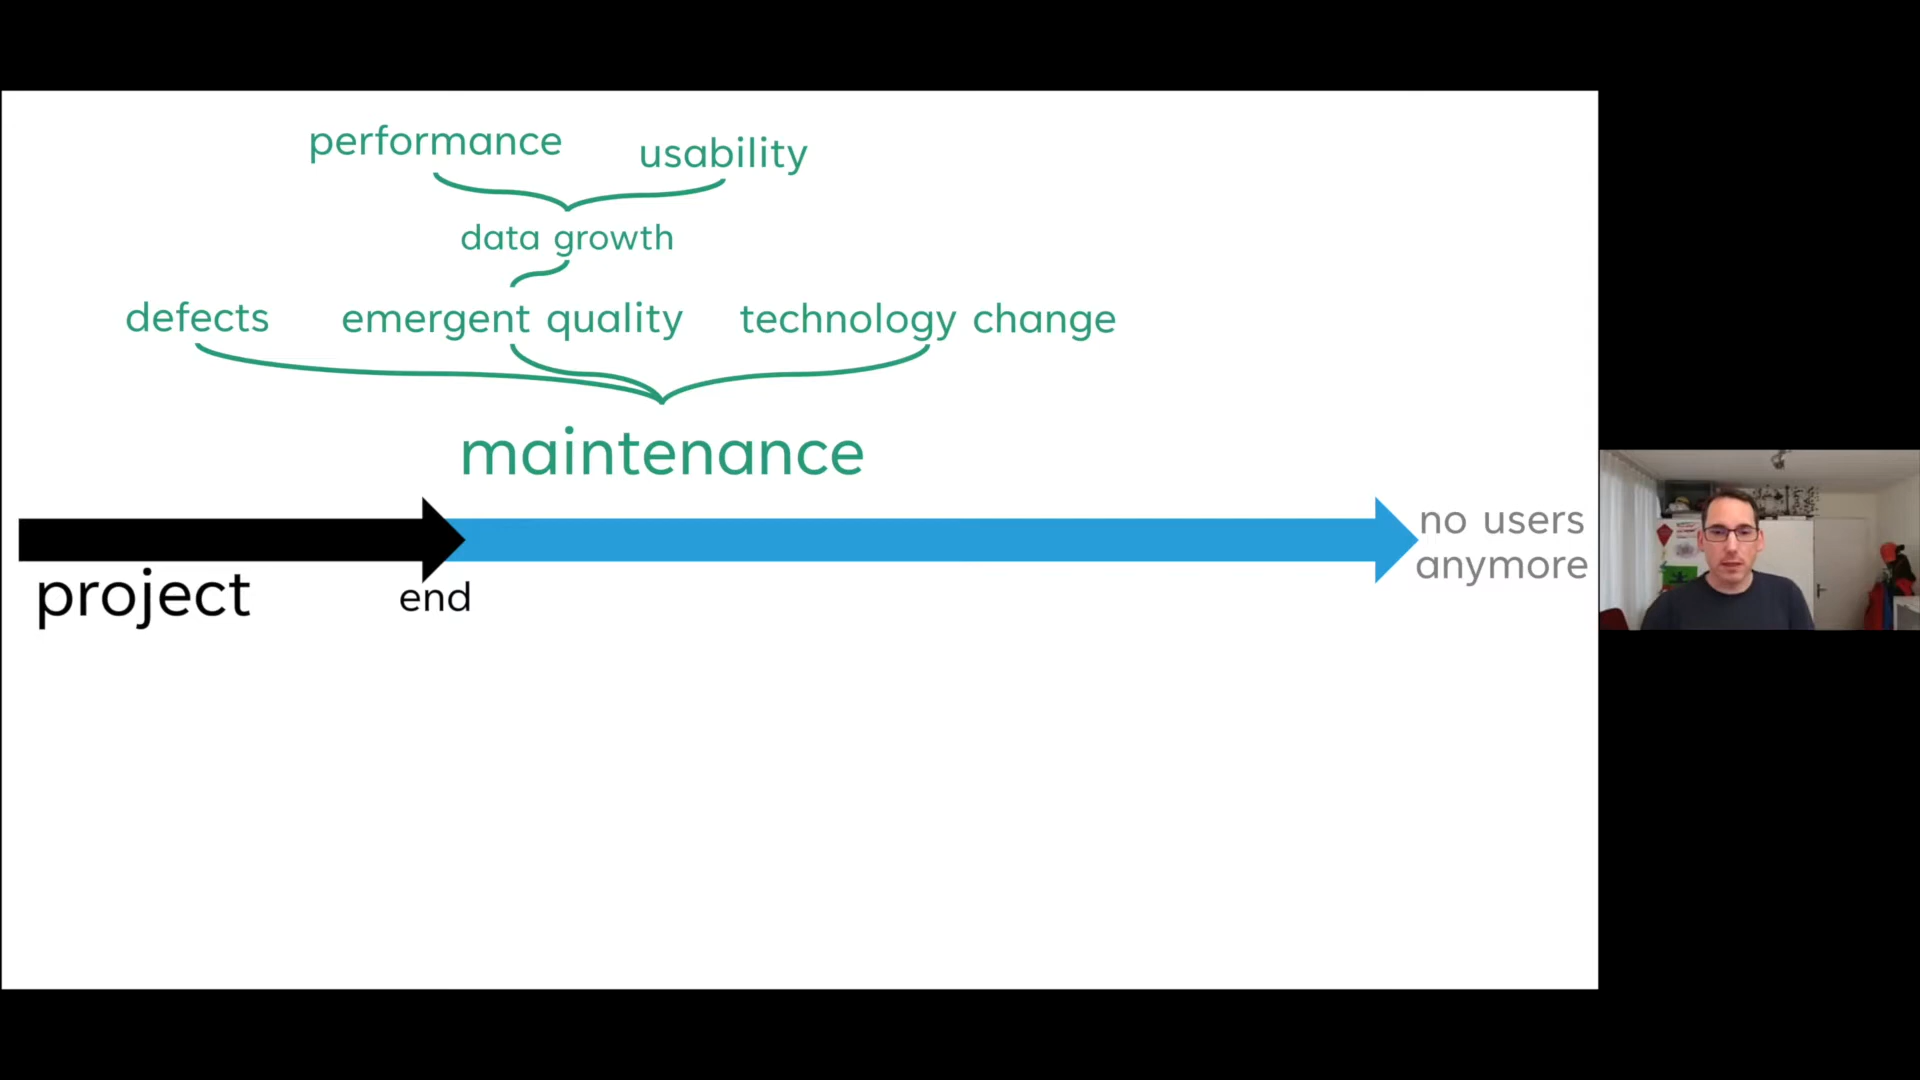 performance
usability
data growth
defects
emergent quality
technology change
maintenance
no users
anymore
project
end